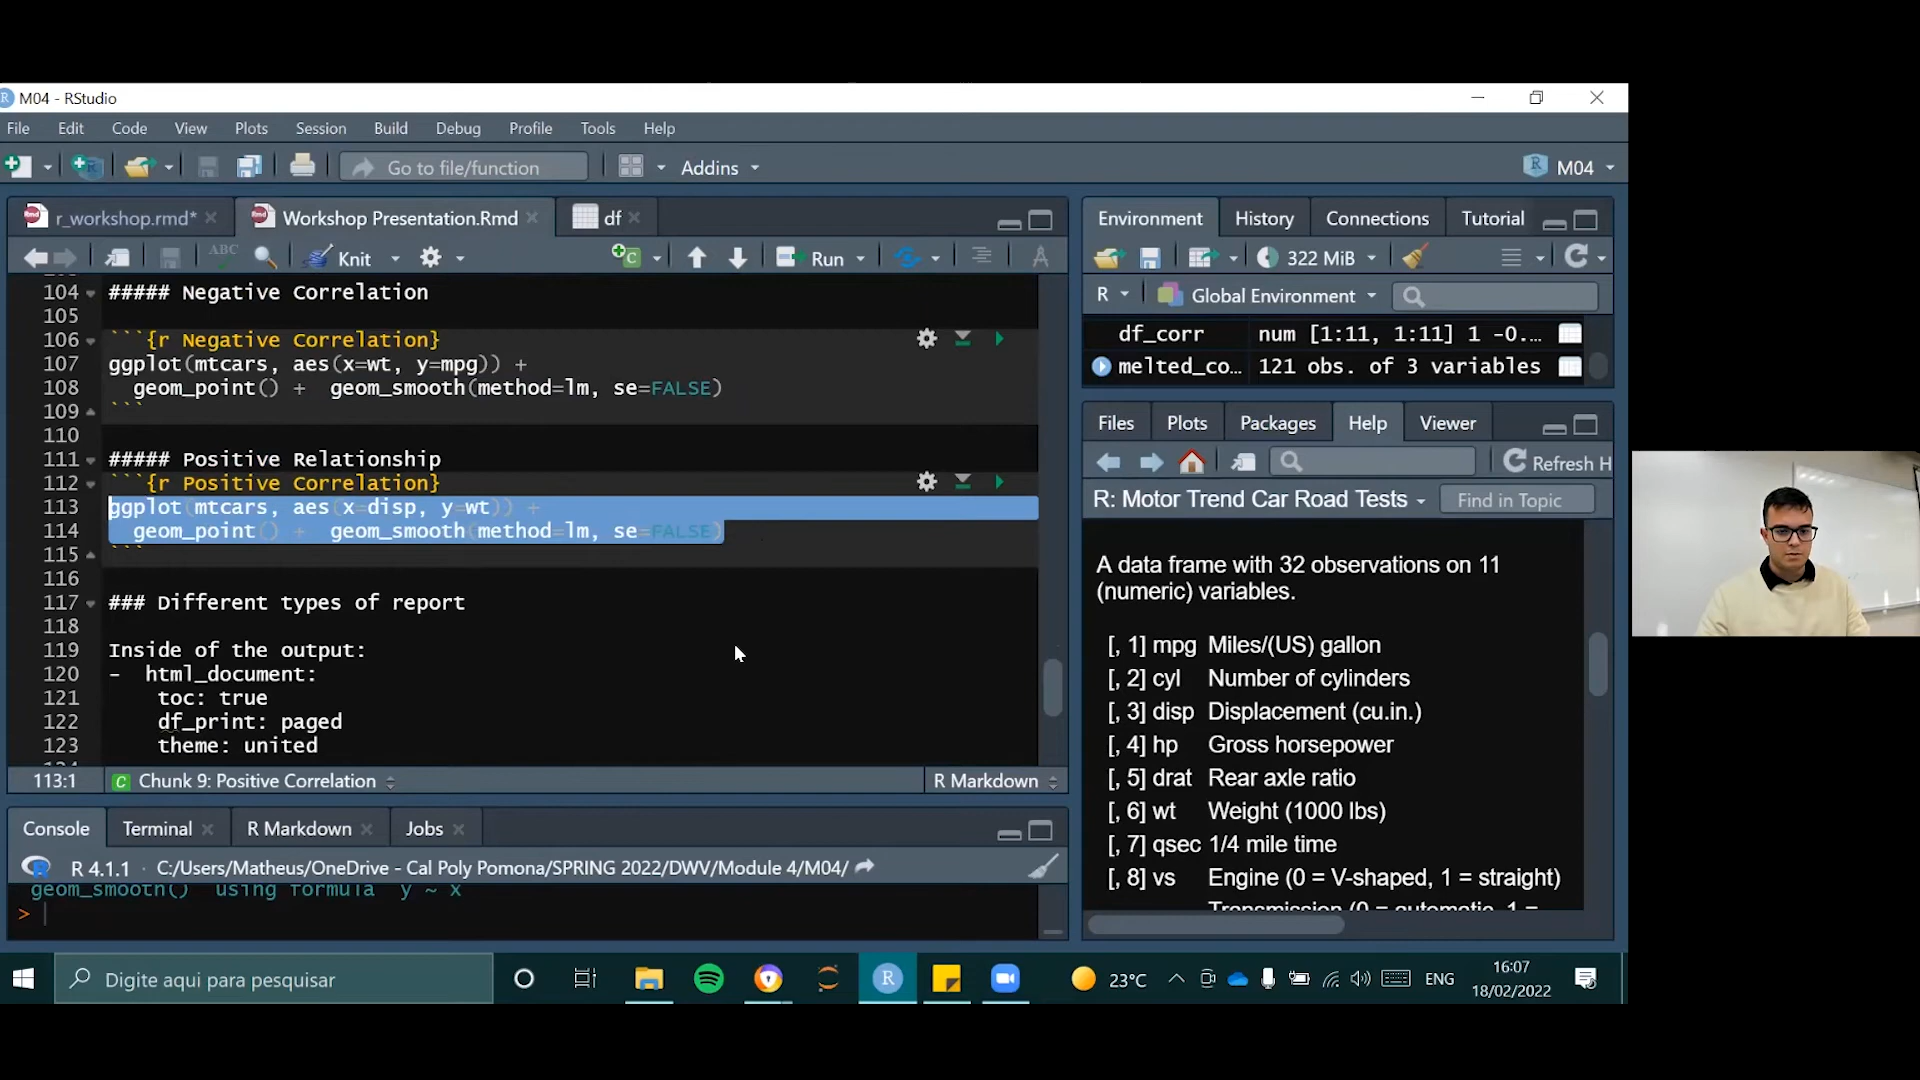 M04 - RStudio
File Edit Code View Plots Session Build Debug Profile Tools Help
Go to file/function Addins M04
r_workshop.rmd* Workshop Presentation.Rmd df
ABC Knit Run
104 ##### Negative Correlation
105
106 ```{r Negative Correlation}
107 ggplot(mtcars, aes(x=wt, y=mpg)) +
108 geom_point() + geom_smooth(method=lm, se=FALSE)
109 ```
110
111 ##### Positive Relationship
112 ```{r Positive Correlation}
113 ggplot(mtcars, aes(x=disp, y=wt)) +
114 geom_point() + geom_smooth(method=lm, se=FALSE)
115 ```
116
117 ### Different types of report
118
119 Inside of the output:
120 - html_document:
121 toc: true
122 df_print: paged
123 theme: united
113:1 Chunk 9: Positive Correlation R Markdown
Console Terminal R Markdown Jobs
R 4.1.1 · C:/Users/Matheus/OneDrive - Cal Poly Pomona/SPRING 2022/DWV/Module 4/M04/
geom_smooth() using formula y ~ x
>
Environment History Connections Tutorial
322 MiB
R Global Environment
df_corr num [1:11, 1:11] 1 -0....
melted_co... 121 obs. of 3 variables
Files Plots Packages Help Viewer
Refresh H
R: Motor Trend Car Road Tests Find in Topic
A data frame with 32 observations on 11
(numeric) variables.
[, 1] mpg Miles/(US) gallon
[, 2] cyl Number of cylinders
[, 3] disp Displacement (cu.in.)
[, 4] hp Gross horsepower
[, 5] drat Rear axle ratio
[, 6] wt Weight (1000 lbs)
[, 7] qsec 1/4 mile time
[, 8] vs Engine (0 = V-shaped, 1 = straight)
Transmission (0 = automatic, 1 =
Digite aqui para pesquisar 23°C ENG 16:07
18/02/2022